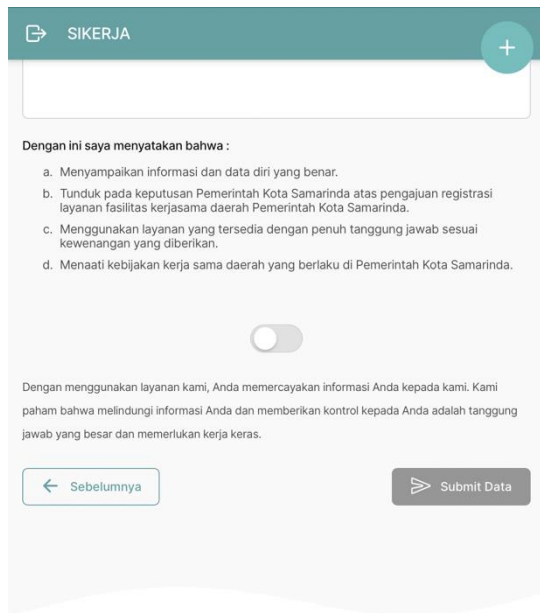 SIKERJA
+
Dengan ini saya menyatakan bahwa :
a. Menyampaikan informasi dan data diri yang benar.
b. Tunduk pada keputusan Pemerintah Kota Samarinda atas pengajuan registrasi
layanan fasilitas kerjasama daerah Pemerintah Kota Samarinda.
c. Menggunakan layanan yang tersedia dengan penuh tanggung jawab sesuai
kewenangan yang diberikan.
d. Menaati kebijakan kerja sama daerah yang berlaku di Pemerintah Kota Samarinda.
Dengan menggunakan layanan kami, Anda memercayakan informasi Anda kepada kami. Kami
paham bahwa melindungi informasi Anda dan memberikan kontrol kepada Anda adalah tanggung
jawab yang besar dan memerlukan kerja keras.
Sebelumnya
Submit Data